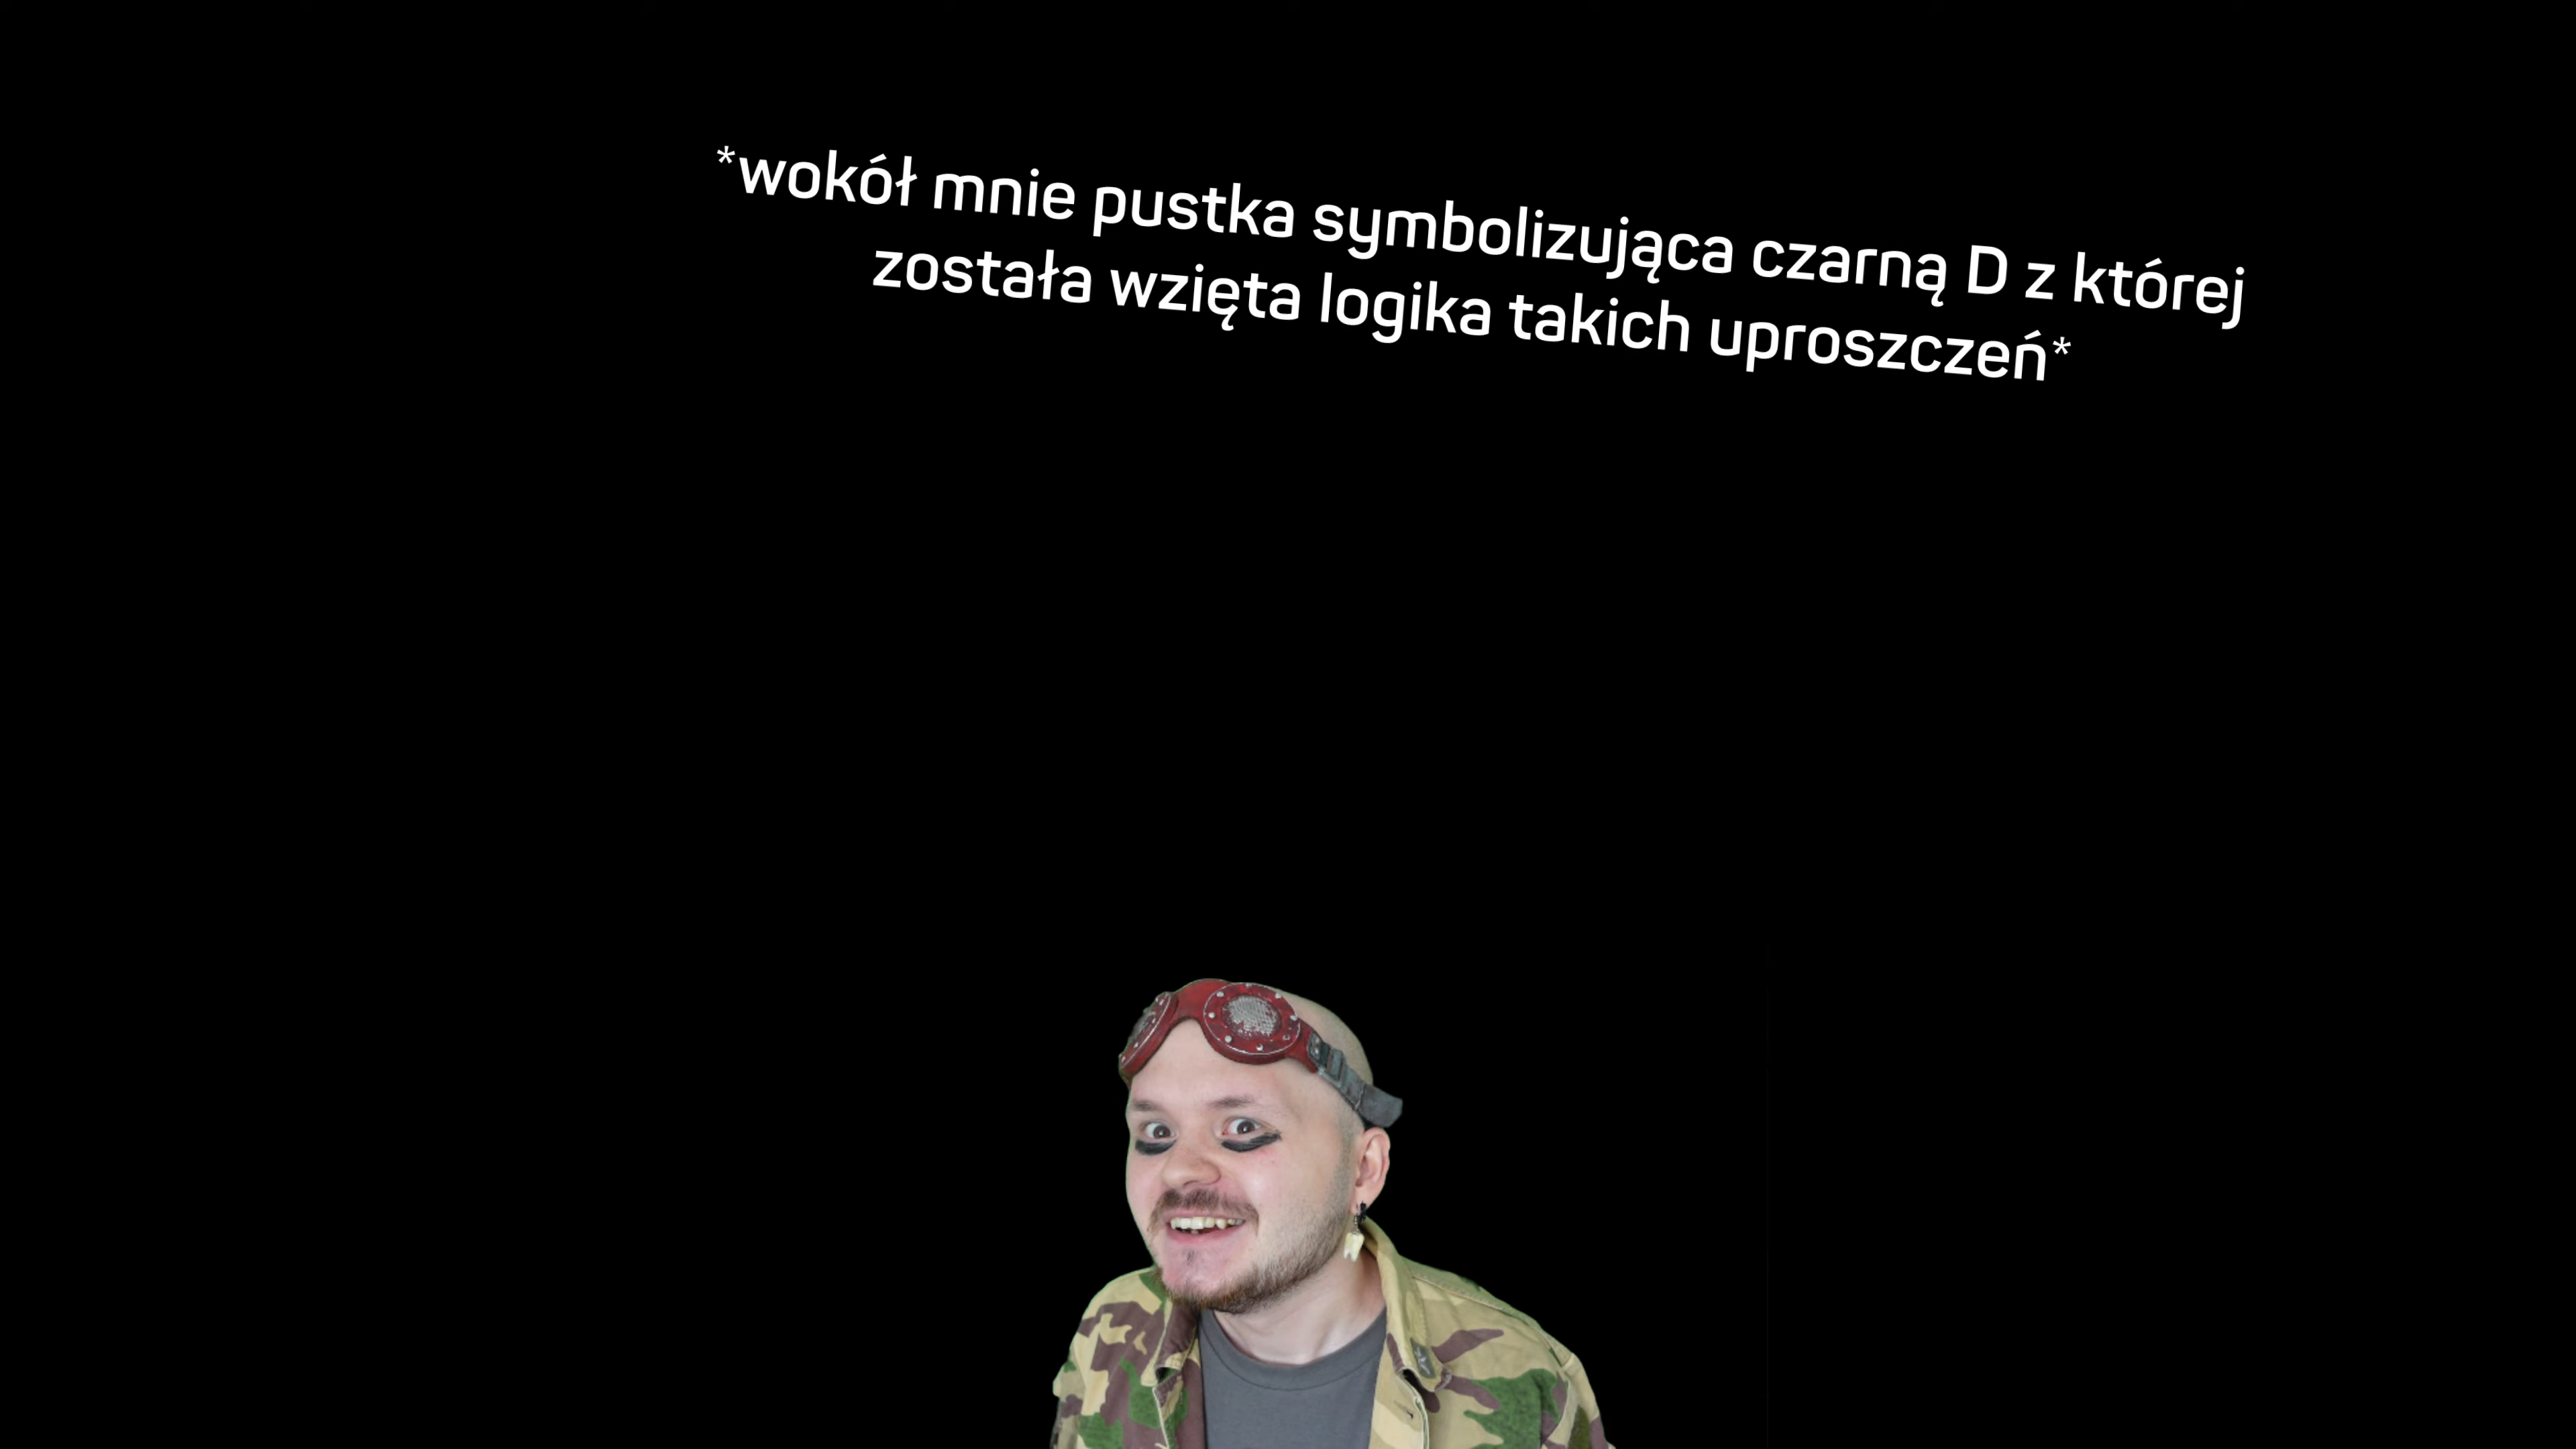 *wokół mnie pustka symbolizująca czarną D z której
została wzięta logika takich uproszczeń*